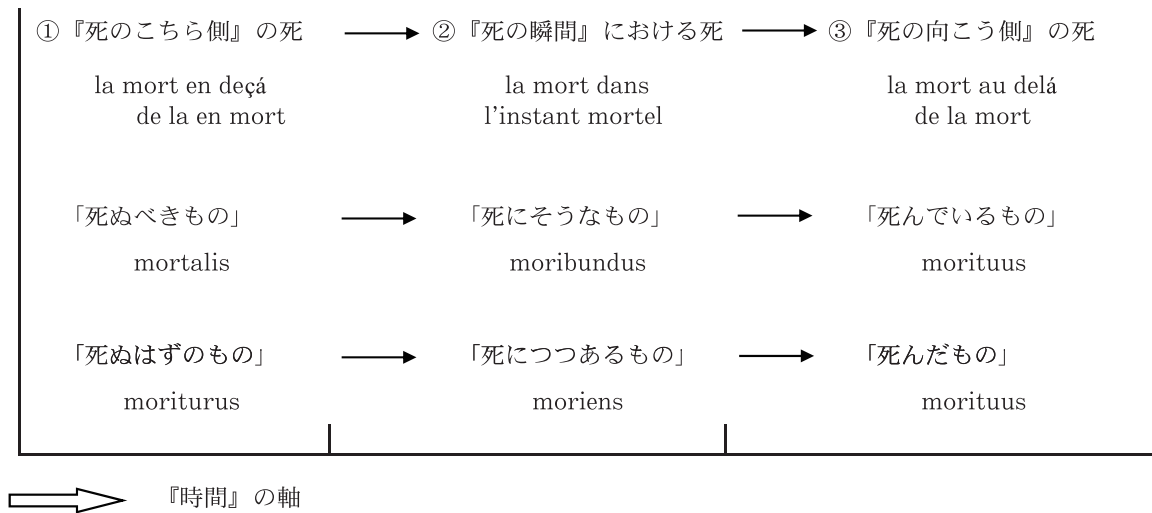 ①『死のこちら側』の死 ②『死の瞬間』における死 ③『死の向こう側』の死
la mort en deçá la mort dans la mort au delá
de la en mort l'instant mortel de la mort
「死ぬべきもの」 「死にそうなもの」 「死んでいるもの」
mortalis moribundus morituus
「死ぬはずのもの」 「死につつあるもの」 「死んだもの」
moriturus moriens morituus
『時間』の軸